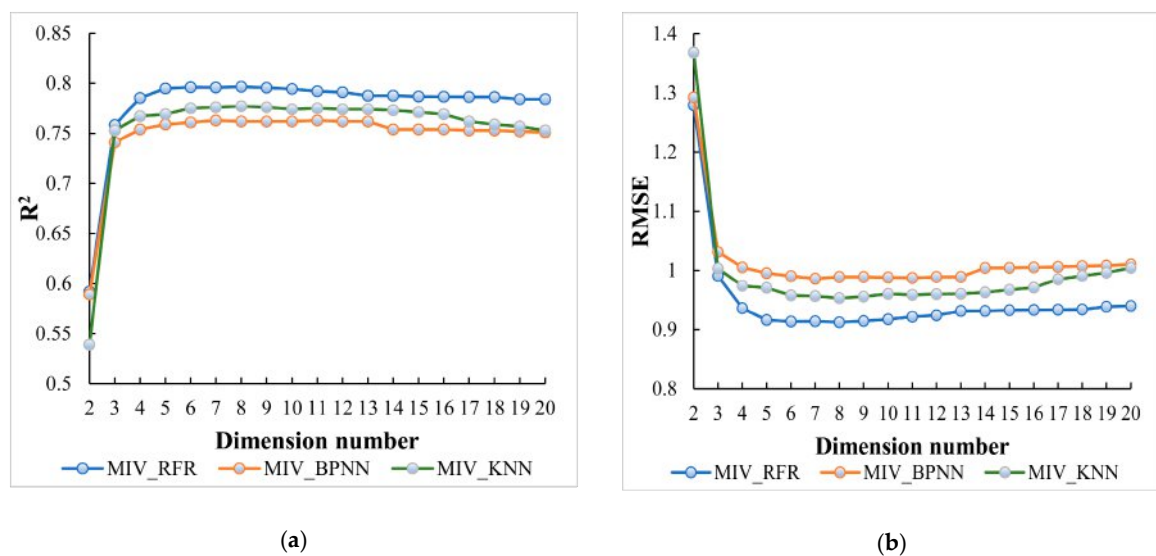 0.85
0.8
0.75
0.7
0.65
0.6
0.55
0.5
R²
2 3 4 5 6 7 8 9 10 11 12 13 14 15 16 17 18 19 20
Dimension number
MIV_RFR MIV_BPNN MIV_KNN
(a)
1.4
1.3
1.2
1.1
1
0.9
0.8
RMSE
2 3 4 5 6 7 8 9 10 11 12 13 14 15 16 17 18 19 20
Dimension number
MIV_RFR MIV_BPNN MIV_KNN
(b)